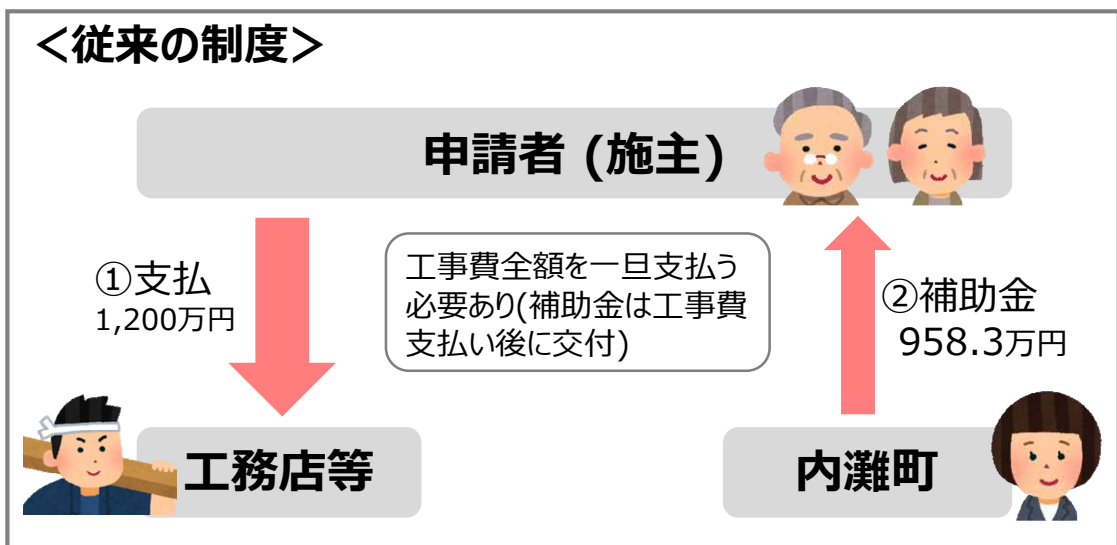 ＜従来の制度＞
申請者 (施主)
①支払
1,200万円
工事費全額を一旦支払う
必要あり(補助金は工事費
支払い後に交付)
②補助金
958.3万円
工務店等
内灘町